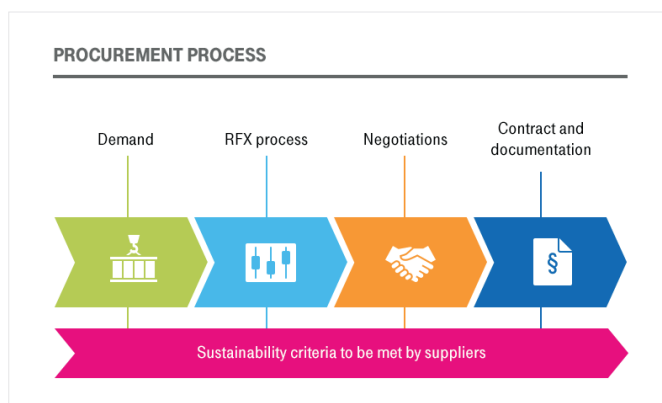 PROCUREMENT PROCESS
Demand
RFX process
Negotiations
Contract and
documentation
§
Sustainability criteria to be met by suppliers